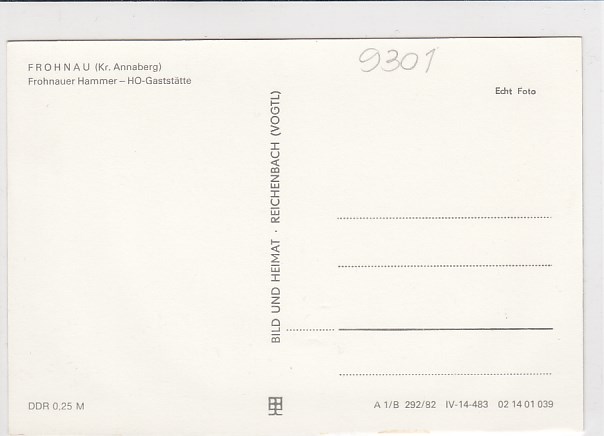 FROHNAU (Kr. Annaberg)
Frohnauer Hammer – HO-Gaststätte
9301
Echt Foto
BILD UND HEIMAT · REICHENBACH (VOGTL)
DDR 0,25 M
A 1/B 292/82 IV-14-483 02 14 01 039